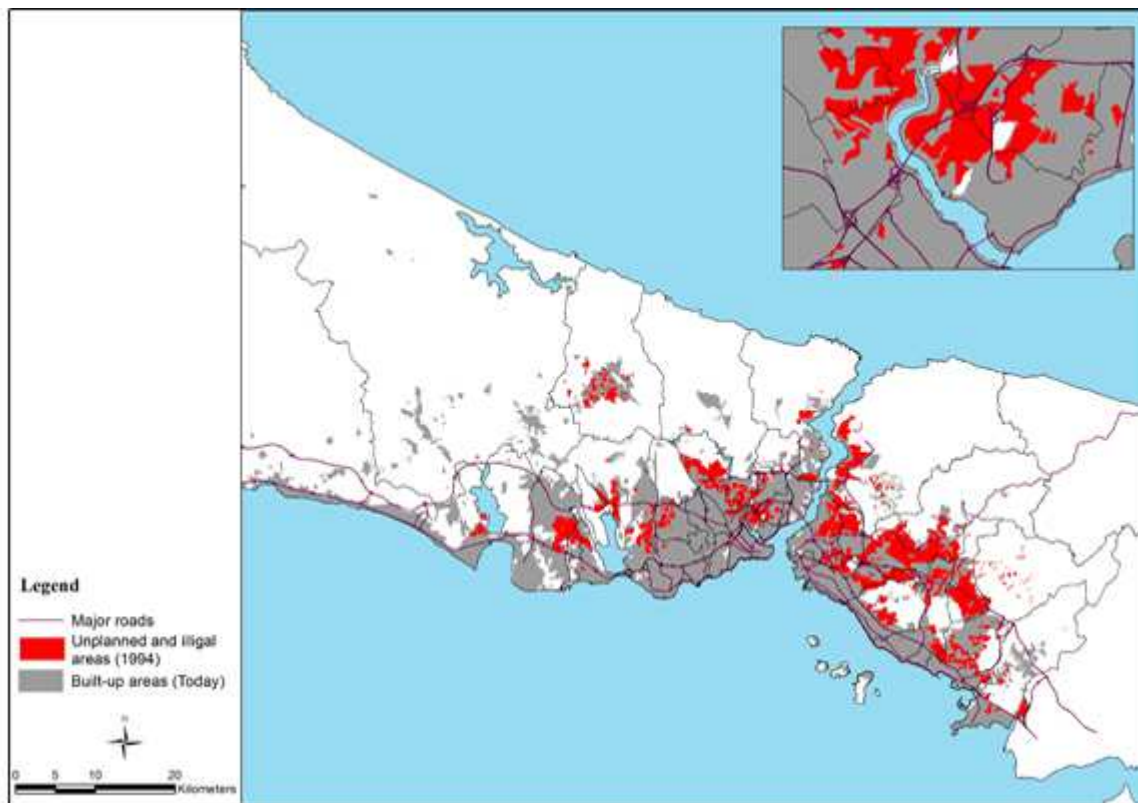 Legend
Major roads
Unplanned and illigal
areas (1994)
Built-up areas (Today)
N
0 5 10 20
Kilometers